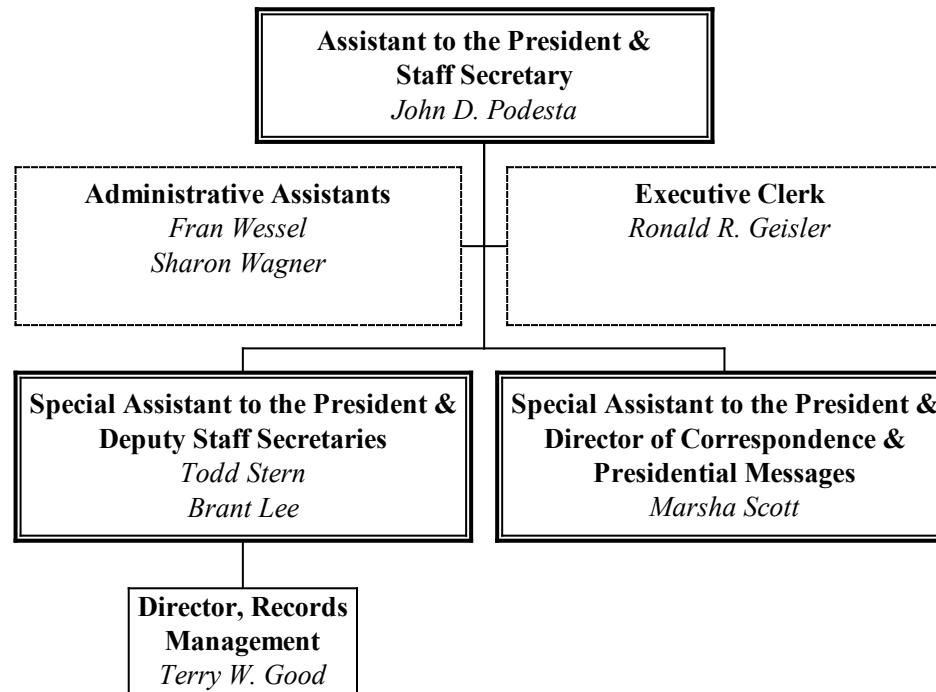 Assistant to the President &
Staff Secretary
John D. Podesta
Administrative Assistants
Fran Wessel
Sharon Wagner
Executive Clerk
Ronald R. Geisler
Special Assistant to the President &
Deputy Staff Secretaries
Todd Stern
Brant Lee
Special Assistant to the President &
Director of Correspondence &
Presidential Messages
Marsha Scott
Director, Records
Management
Terry W. Good